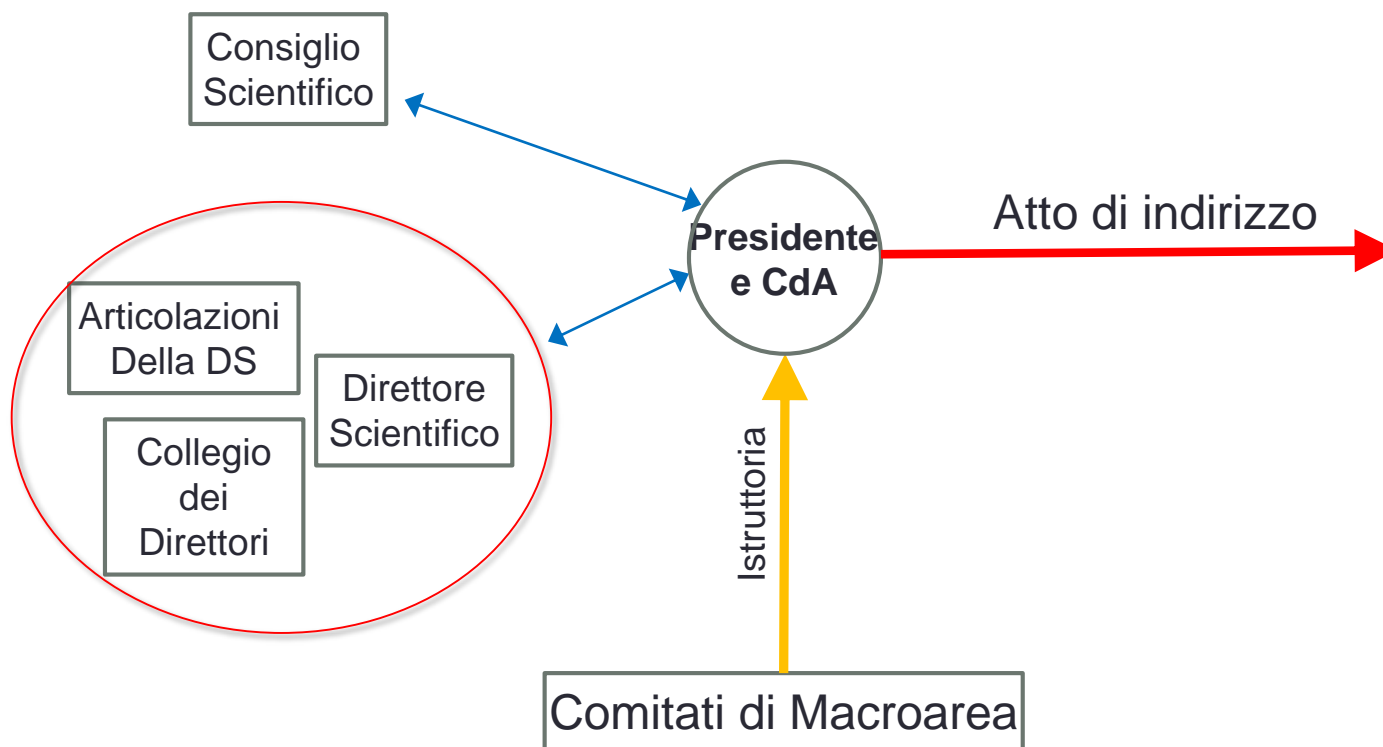 Consiglio
Scientifico
Presidente
e CdA
Atto di indirizzo
Articolazioni
Della DS
Direttore
Scientifico
Collegio
dei
Direttori
Istruttoria
Comitati di Macroarea